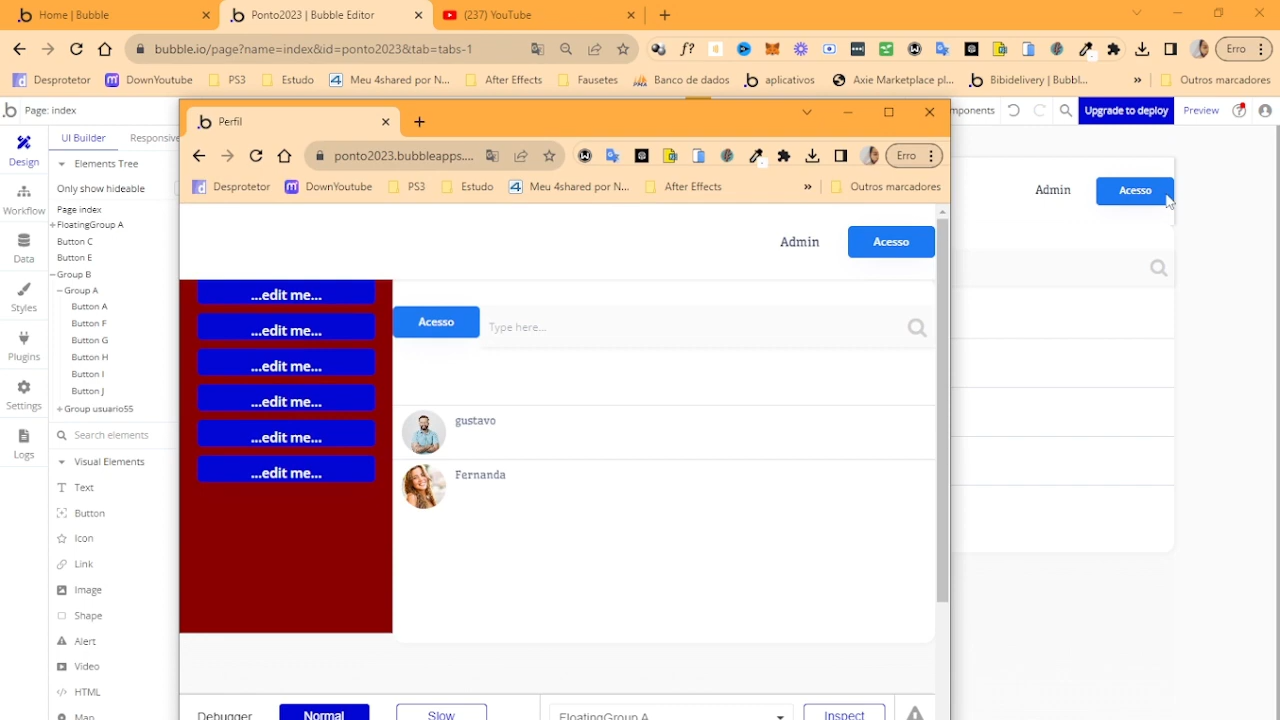 Home | Bubble
Ponto2023 | Bubble Editor
(237) YouTube
bubble.io/page?name=index&id=ponto2023&tab=tabs-1
Erro
Desprotetor
DownYoutube
PS3
Estudo
Meu 4shared por N...
After Effects
Fausetes
Banco de dados
aplicativos
Axie Marketplace pl...
Bibidelivery | Bubbl...
»
Outros marcadores
Page: index
mponents
Upgrade to deploy
Preview
Design
UI Builder
Responsive
Elements Tree
Only show hideable
Page index
FloatingGroup A
Workflow
Button C
Button E
Data
Group B
Group A
Button A
Styles
Button F
Button G
Plugins
Button H
Button I
Button J
Settings
Group usuario55
Search elements
Logs
Visual Elements
Text
Button
Icon
Link
Image
Shape
Alert
Video
HTML
Map
Perfil
ponto2023.bubbleapps....
Erro
Desprotetor
DownYoutube
PS3
Estudo
Meu 4shared por N...
After Effects
»
Outros marcadores
Admin
Acesso
...edit me...
...edit me...
...edit me...
...edit me...
...edit me...
...edit me...
Acesso
Type here...
gustavo
Fernanda
Debugger
Normal
Slow
FloatingGroup A
Inspect
Admin
Acesso